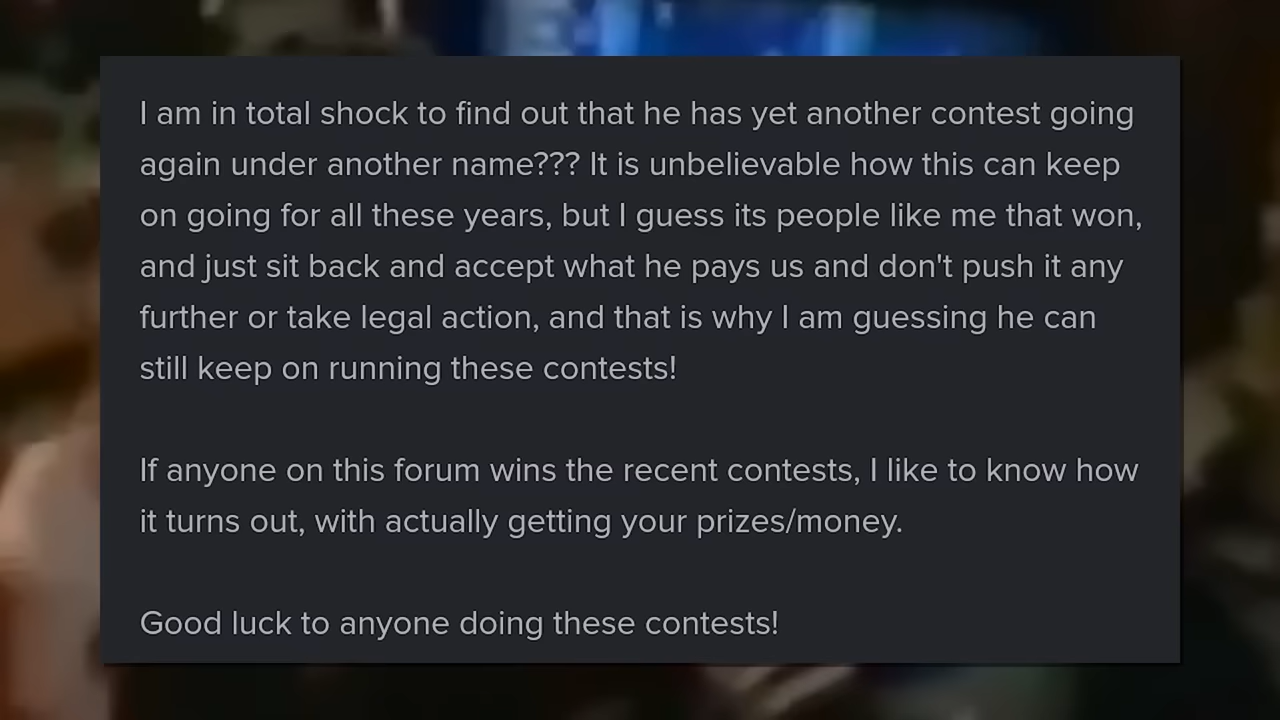 I am in total shock to find out that he has yet another contest going
again under another name??? It is unbelievable how this can keep
on going for all these years, but I guess its people like me that won,
and just sit back and accept what he pays us and don't push it any
further or take legal action, and that is why I am guessing he can
still keep on running these contests!
If anyone on this forum wins the recent contests, I like to know how
it turns out, with actually getting your prizes/money.
Good luck to anyone doing these contests!